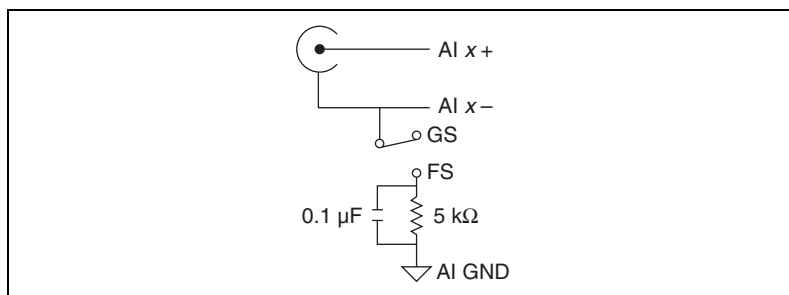 AI x+
AI x–
GS
FS
0.1 µF
5 kΩ
AI GND